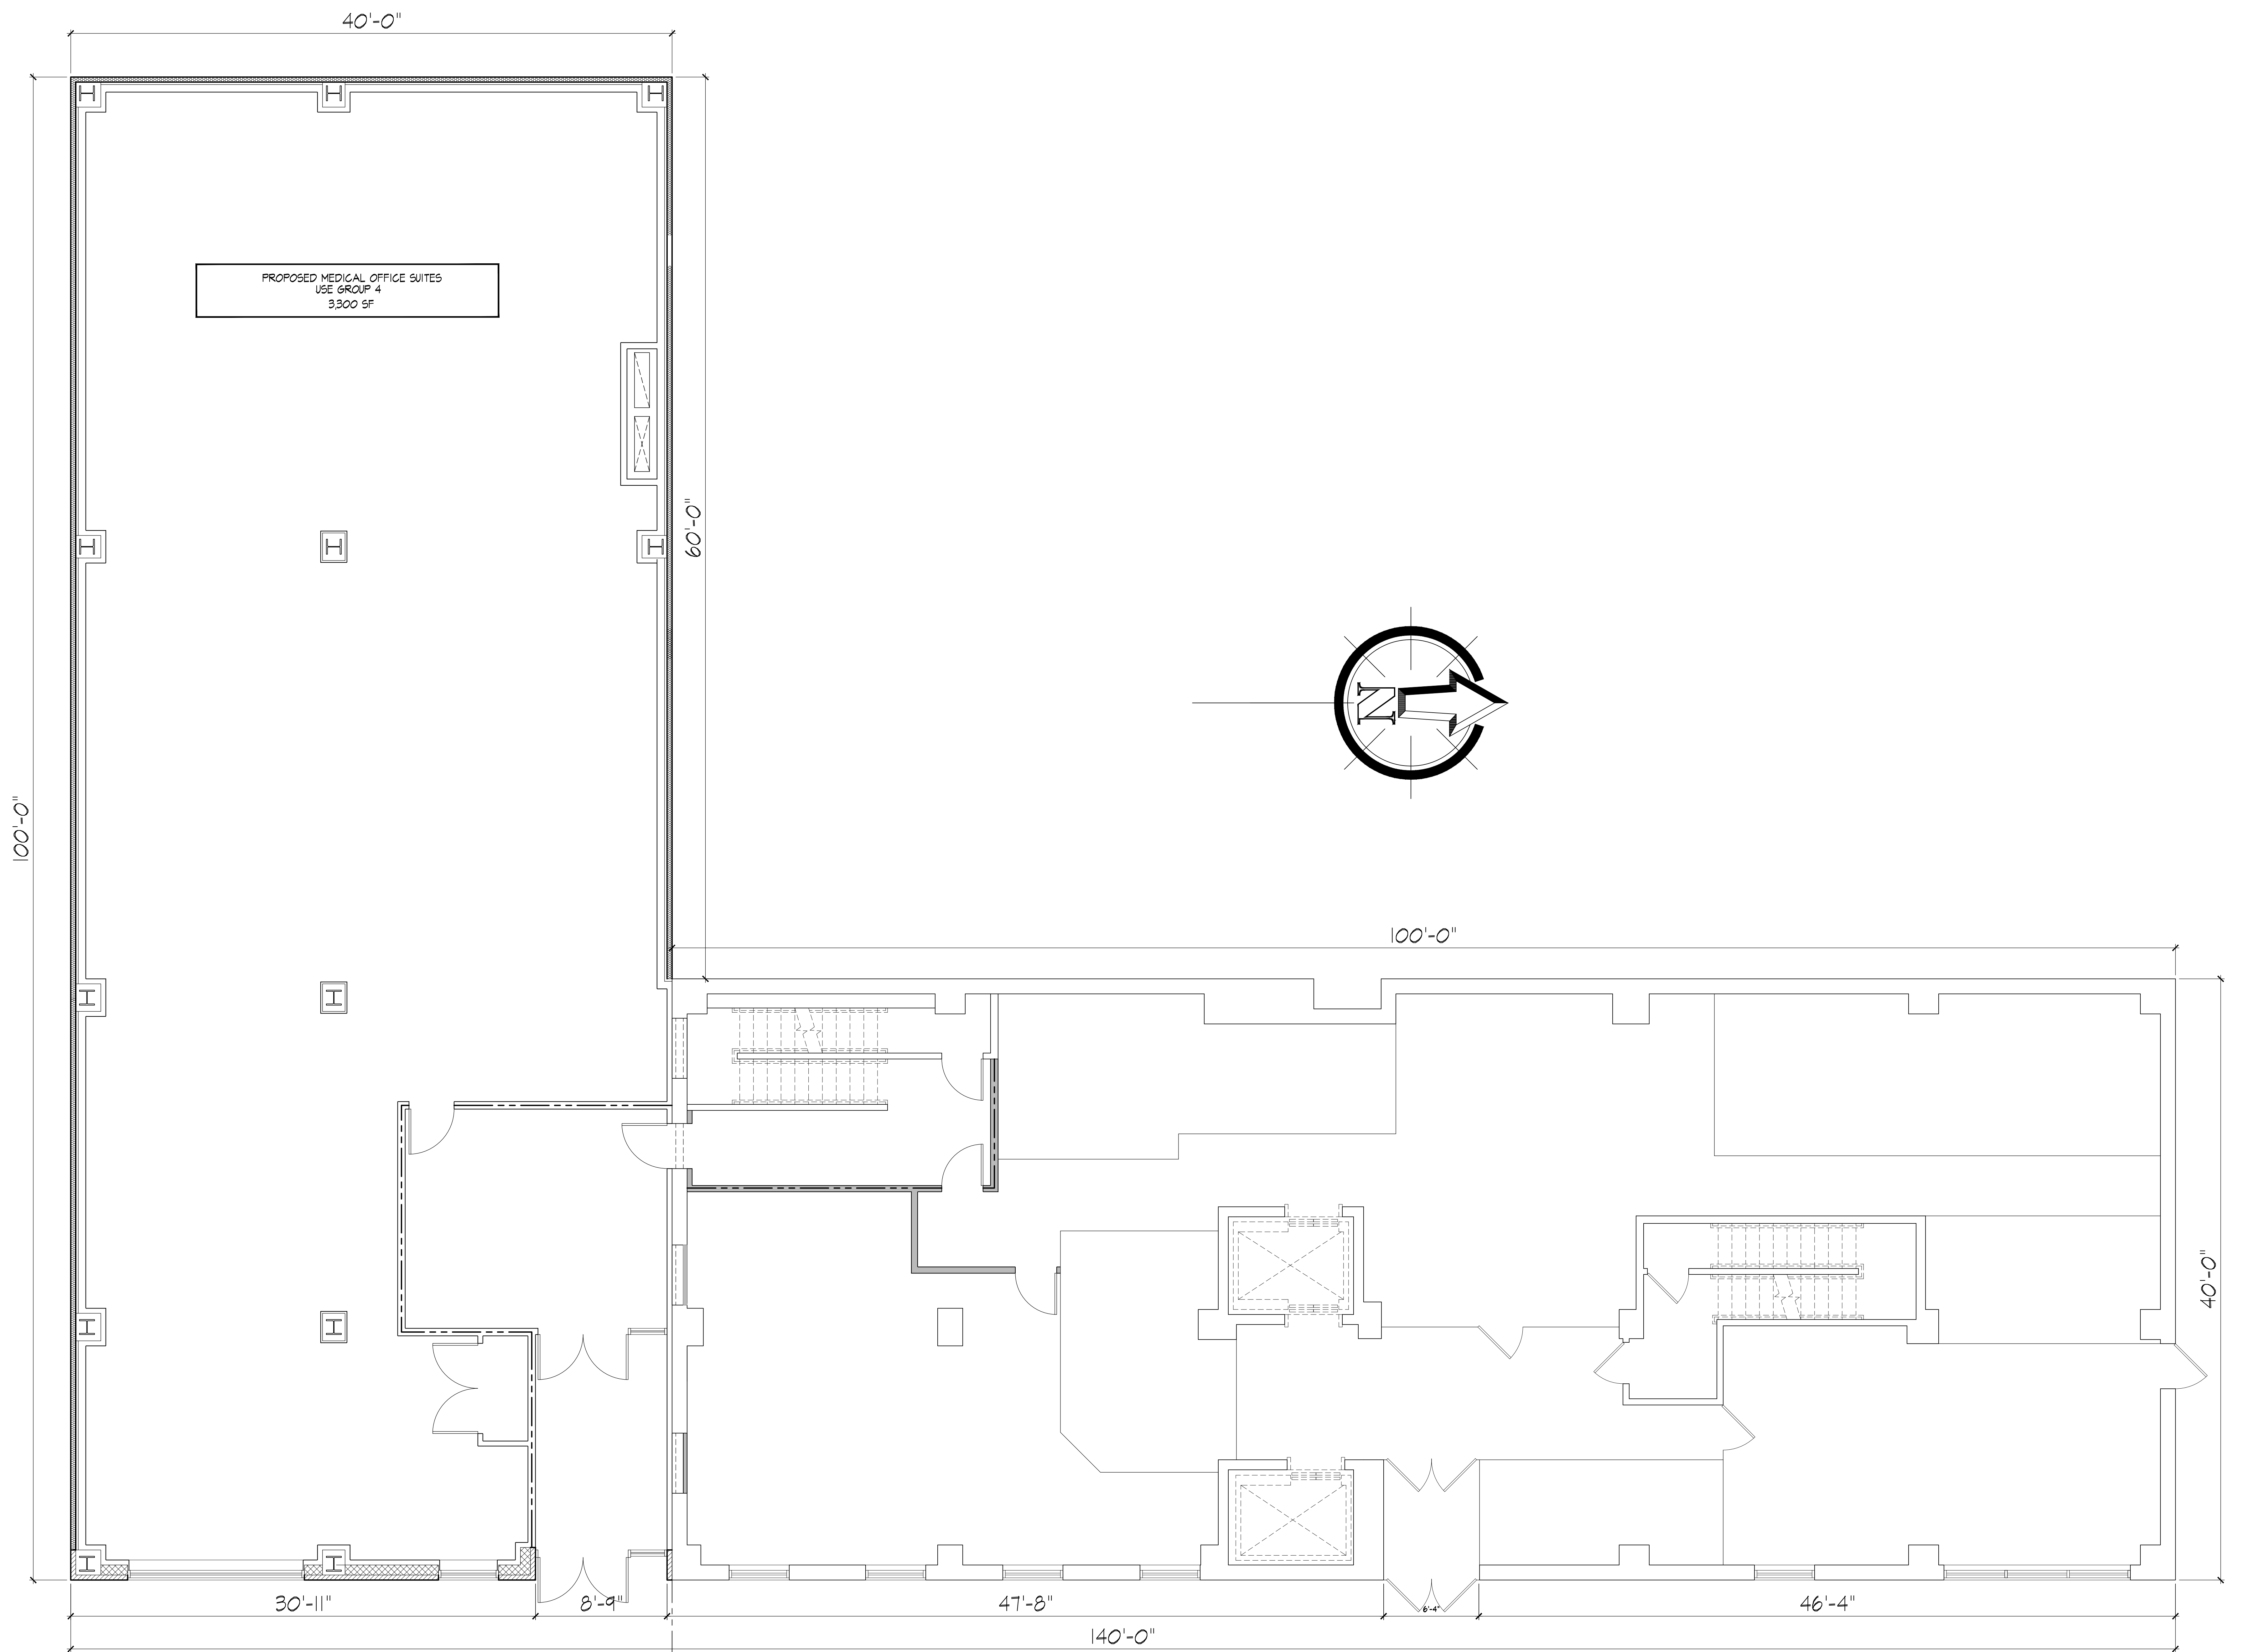 40'-0"
PROPOSED MEDICAL OFFICE SUITES
USE GROUP 4
3,300 SF
60'-0"
100'-0"
N
100'-0"
40'-0"
30'-11"
8'-9"
47'-8"
6'-4"
46'-4"
140'-0"